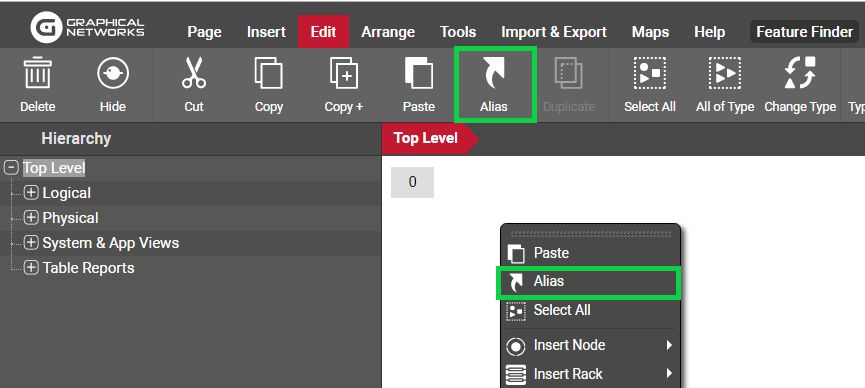 GRAPHICAL NETWORKS
Page Insert Edit Arrange Tools Import & Export Maps Help Feature Finder
Delete Hide Cut Copy Copy + Paste Alias Duplicate Select All All of Type Change Type
Hierarchy
Top Level
Top Level
0
Logical
Physical
System & App Views
Table Reports
Paste
Alias
Select All
Insert Node
Insert Rack